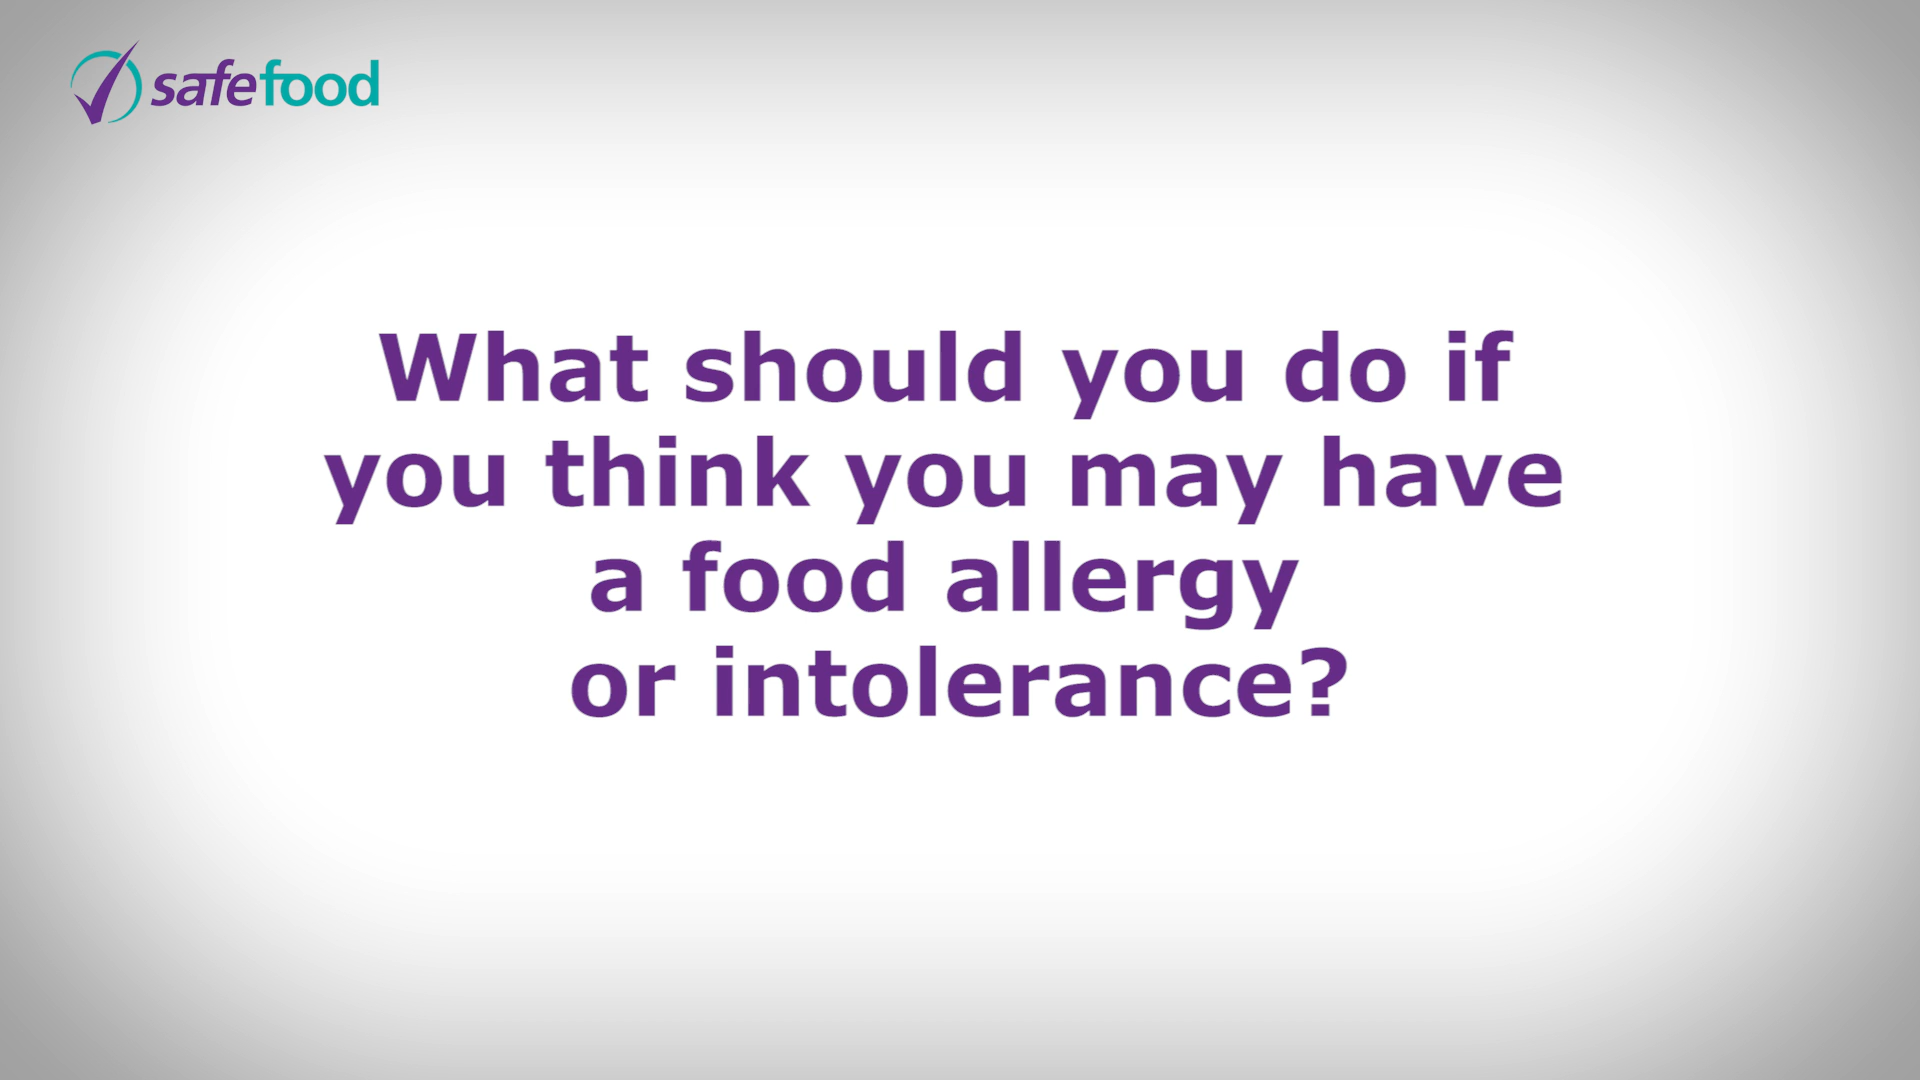 safefood
What should you do if
you think you may have
a food allergy
or intolerance?